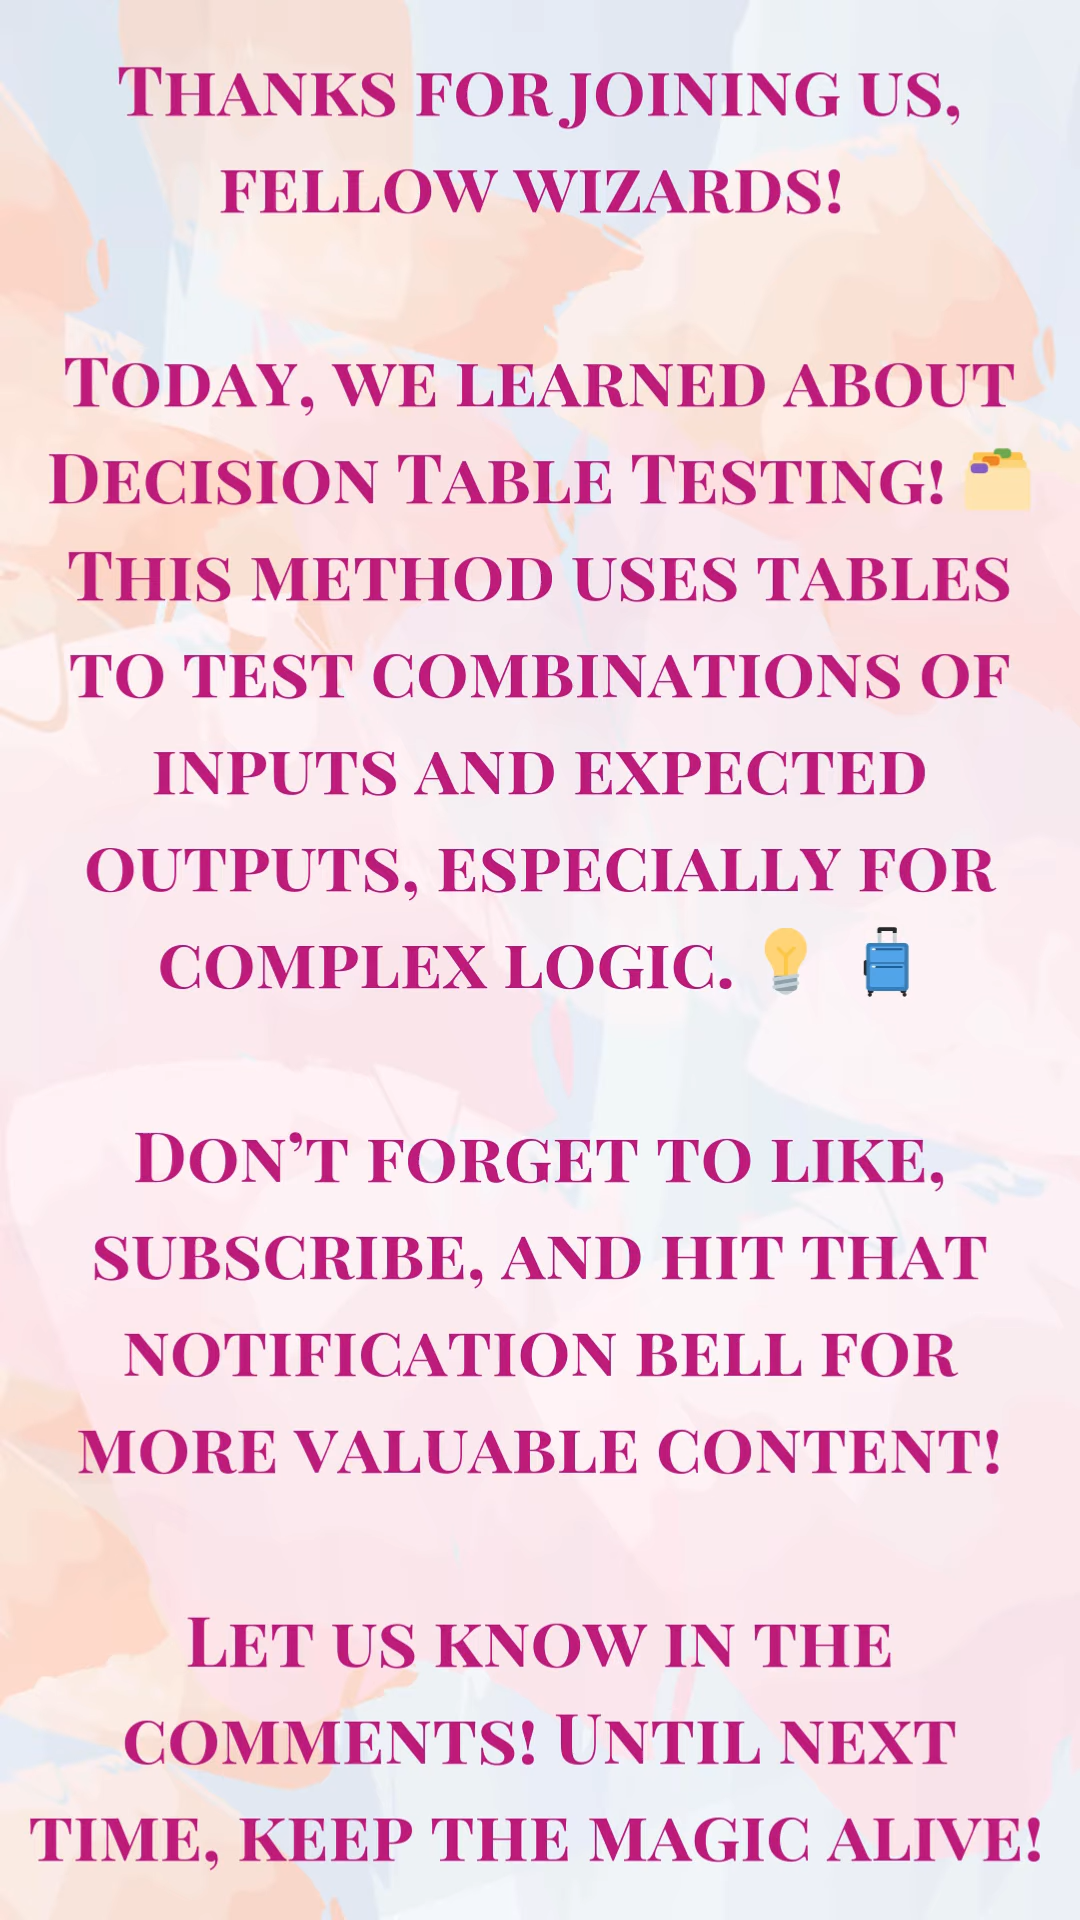 Thanks for joining us,
fellow wizards!
Today, we learned about
Decision Table Testing! 🗂️
This method uses tables
to test combinations of
inputs and expected
outputs, especially for
complex logic. 💡 🧳
Don’t forget to like,
subscribe, and hit that
notification bell for
more valuable content!
Let us know in the
comments! Until next
time, keep the magic alive!